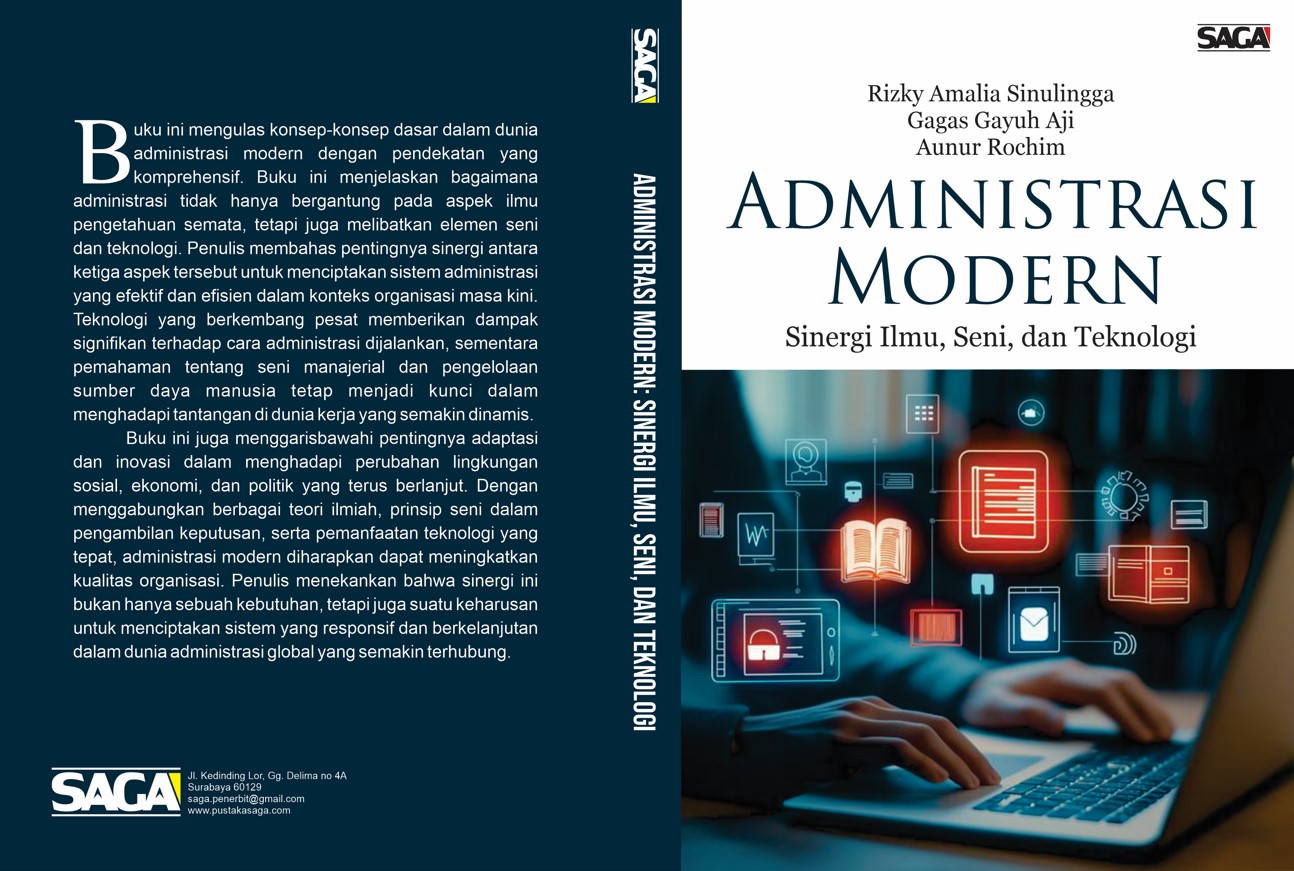 Buku ini mengulas konsep-konsep dasar dalam dunia
administrasi modern dengan pendekatan yang
komprehensif. Buku ini menjelaskan bagaimana
administrasi tidak hanya bergantung pada aspek ilmu
pengetahuan semata, tetapi juga melibatkan elemen seni
dan teknologi. Penulis membahas pentingnya sinergi antara
ketiga aspek tersebut untuk menciptakan sistem administrasi
yang efektif dan efisien dalam konteks organisasi masa kini.
Teknologi yang berkembang pesat memberikan dampak
signifikan terhadap cara administrasi dijalankan, sementara
pemahaman tentang seni manajerial dan pengelolaan
sumber daya manusia tetap menjadi kunci dalam
menghadapi tantangan di dunia kerja yang semakin dinamis.
Buku ini juga menggarisbawahi pentingnya adaptasi
dan inovasi dalam menghadapi perubahan lingkungan
sosial, ekonomi, dan politik yang terus berlanjut. Dengan
menggabungkan berbagai teori ilmiah, prinsip seni dalam
pengambilan keputusan, serta pemanfaatan teknologi yang
tepat, administrasi modern diharapkan dapat meningkatkan
kualitas organisasi. Penulis menekankan bahwa sinergi ini
bukan hanya sebuah kebutuhan, tetapi juga suatu keharusan
untuk menciptakan sistem yang responsif dan berkelanjutan
dalam dunia administrasi global yang semakin terhubung.
SAGA
Jl. Kedinding Lor, Gg. Delima no 4A
Surabaya 60129
saga.penerbit@gmail.com
www.pustakasaga.com
SAGA
ADMINISTRASI MODERN: SINERGI ILMU, SENI, DAN TEKNOLOGI
SAGA
Rizky Amalia Sinulingga
Gagas Gayuh Aji
Aunur Rochim
ADMINISTRASI
MODERN
Sinergi Ilmu, Seni, dan Teknologi